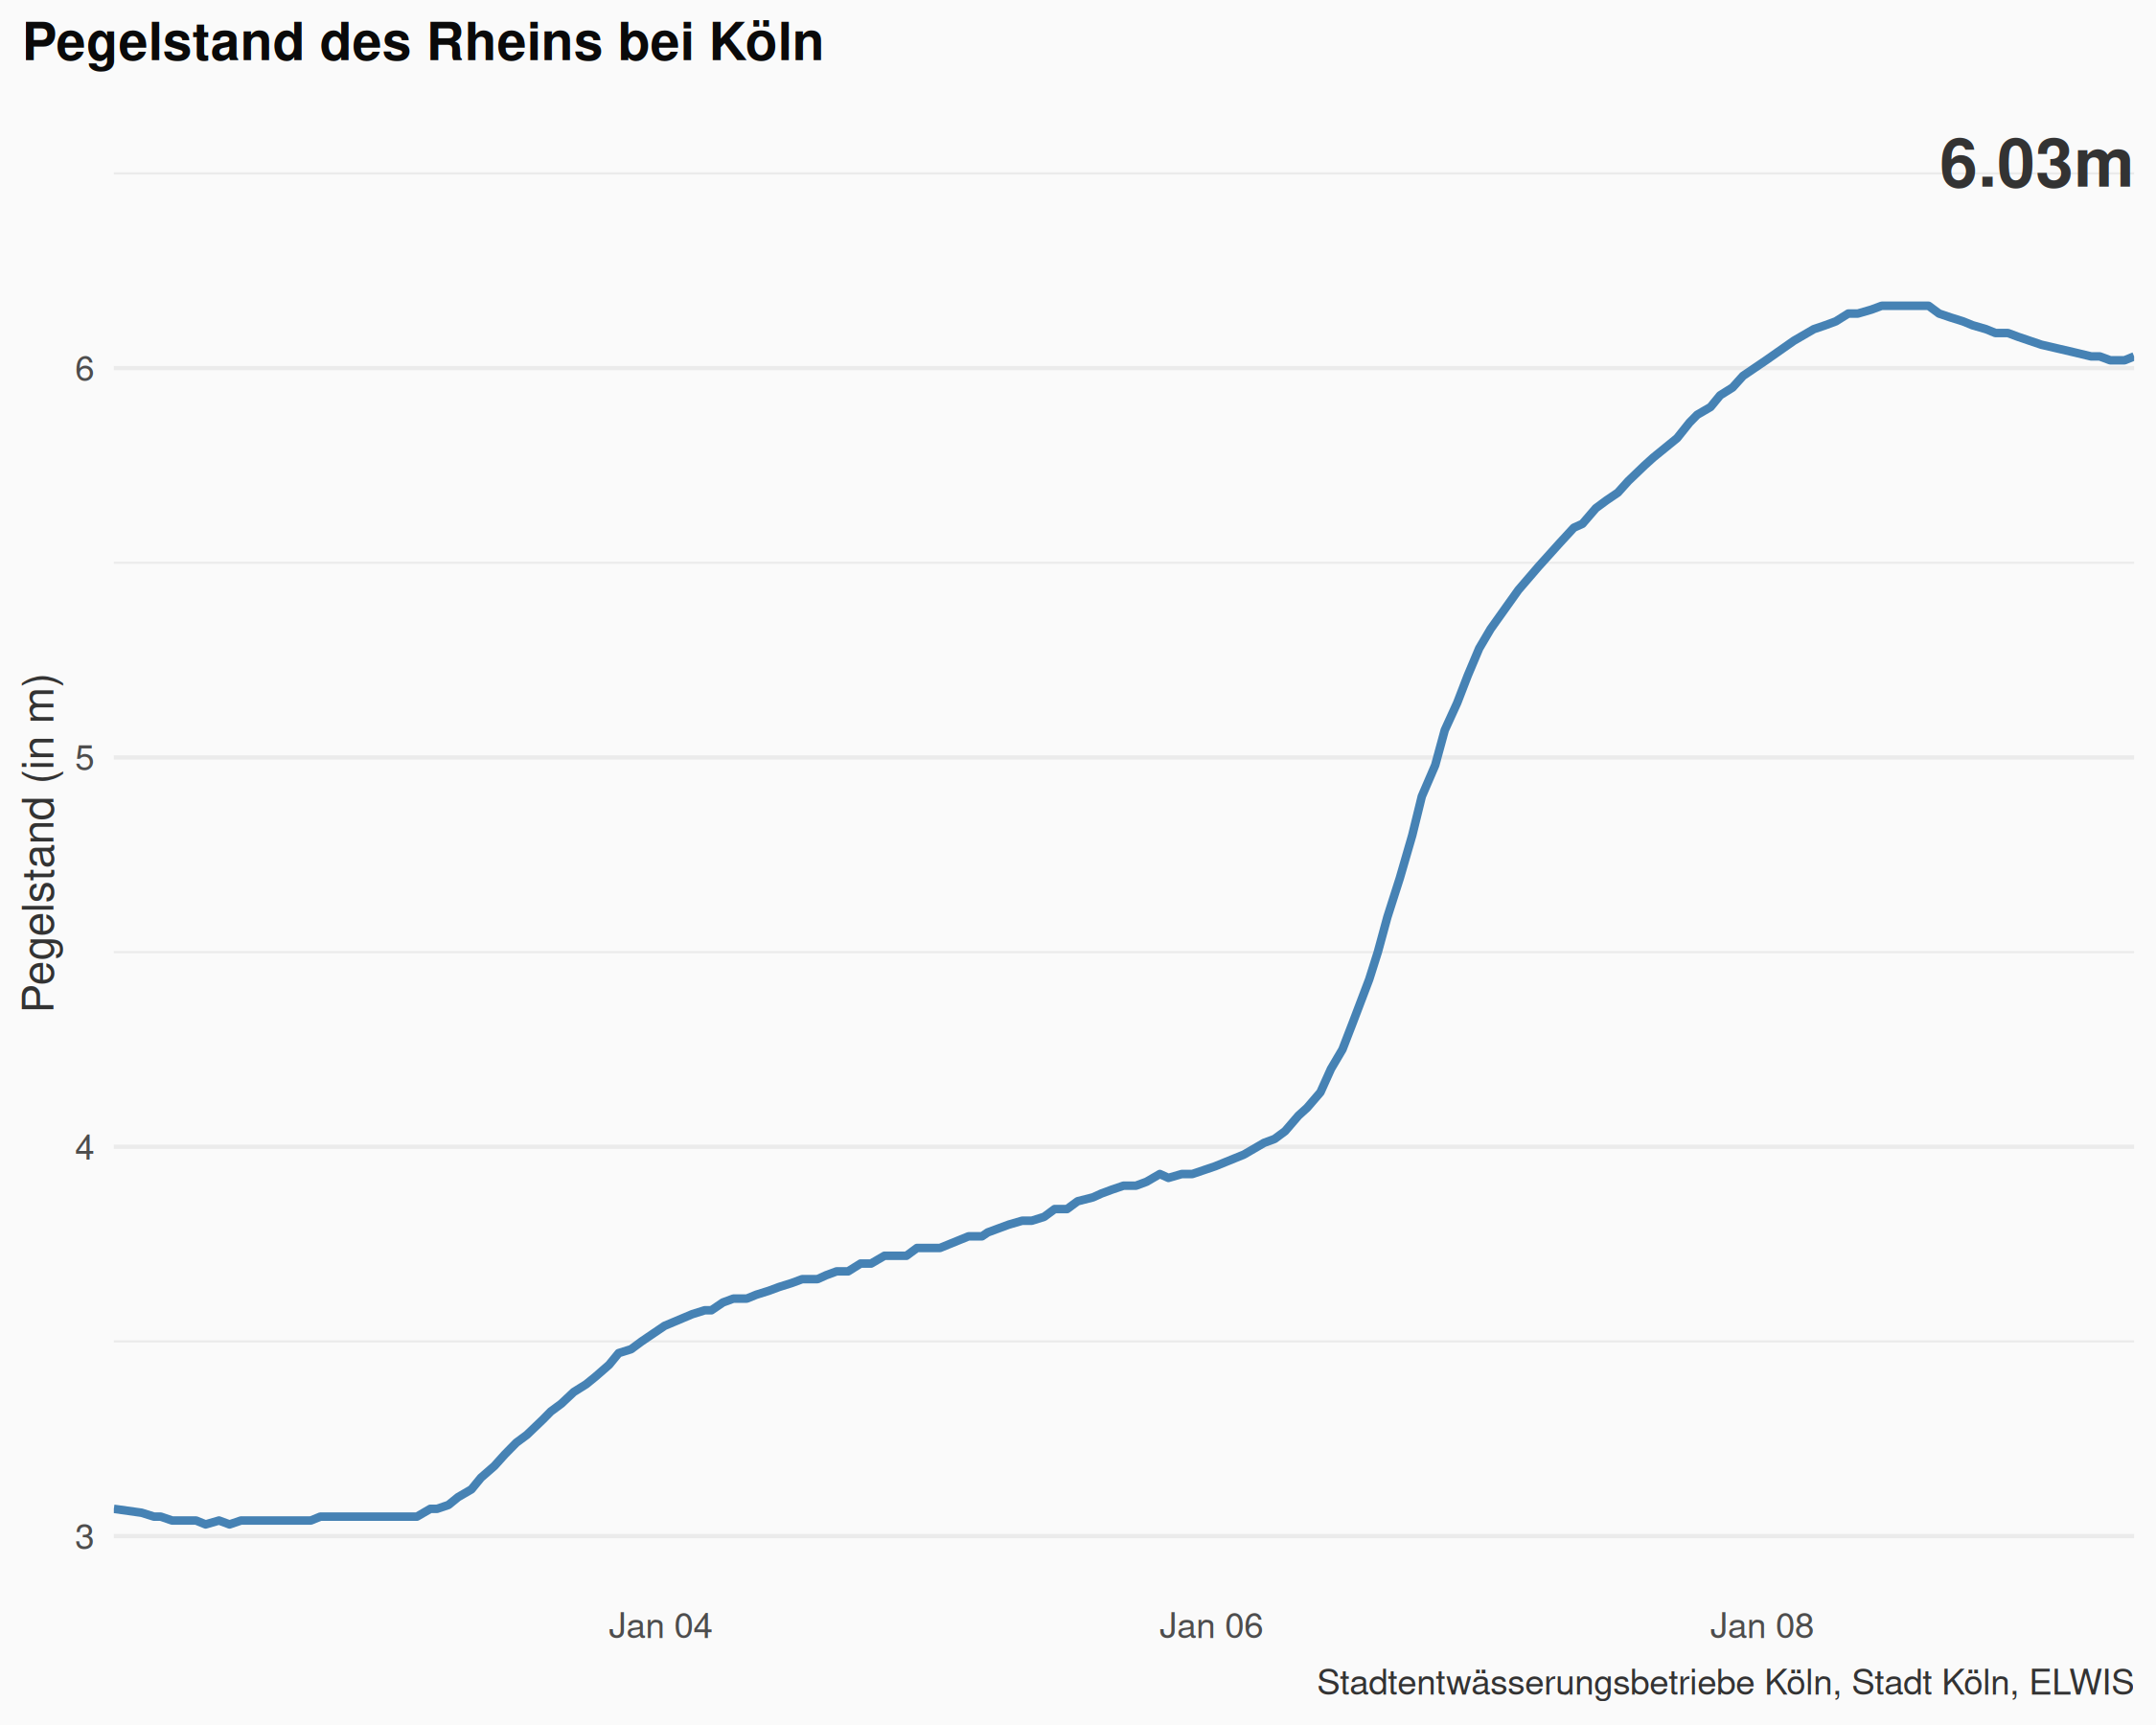 Pegelstand des Rheins bei Köln
6.03m
Pegelstand (in m)
6
5
4
3
Jan 04
Jan 06
Jan 08
Stadtentwässerungsbetriebe Köln, Stadt Köln, ELWIS